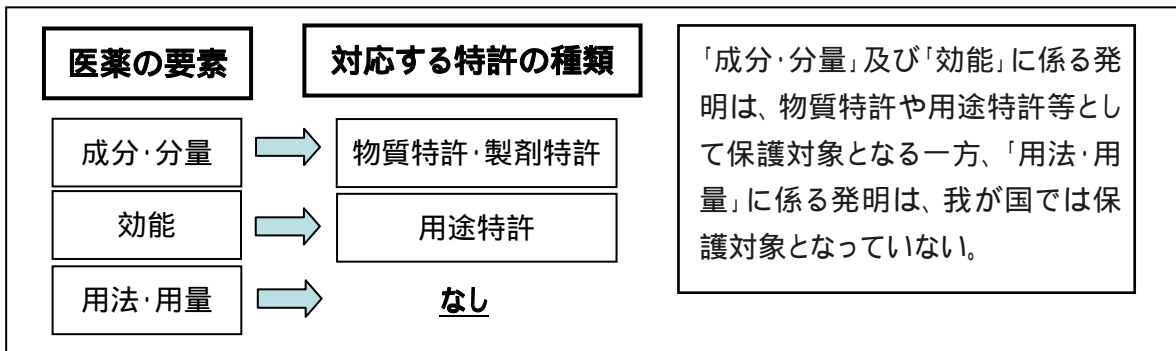 医薬の要素
対応する特許の種類
成分・分量
物質特許・製剤特許
効能
用途特許
用法・用量
なし
「成分・分量」及び「効能」に係る発
明は、物質特許や用途特許等とし
て保護対象となる一方、「用法・用
量」に係る発明は、我が国では保
護対象となっていない。